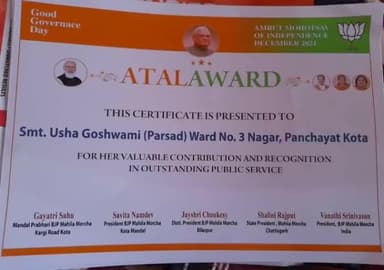 Good
Governace
Day
AMRUT MOHOTSAV
OF INDEPENDENCE
DECEMBER 2021
ATALAWARD
THIS CERTIFICATE IS PRESENTED TO
Smt. Usha Goshwami (Parsad) Ward No. 3 Nagar, Panchayat Kota
FOR HER VALUABLE CONTRIBUTION AND RECOGNITION
IN OUTSTANDING PUBLIC SERVICE
Gayatri Sahu
Mandal Prabhari BJP Mahila Morcha
Kargi Road Kota
Savita Namdev
President BJP Mahila Morcha
Kota Mandal
Jayshri Chouksey
Distt. President BJP Mahila Morcha
Bilaspur
Shalini Rajput
State President, Mahila Morcha
Chattisgarh
Vanathi Srinivasan
President, BJP Mahila Morcha
India